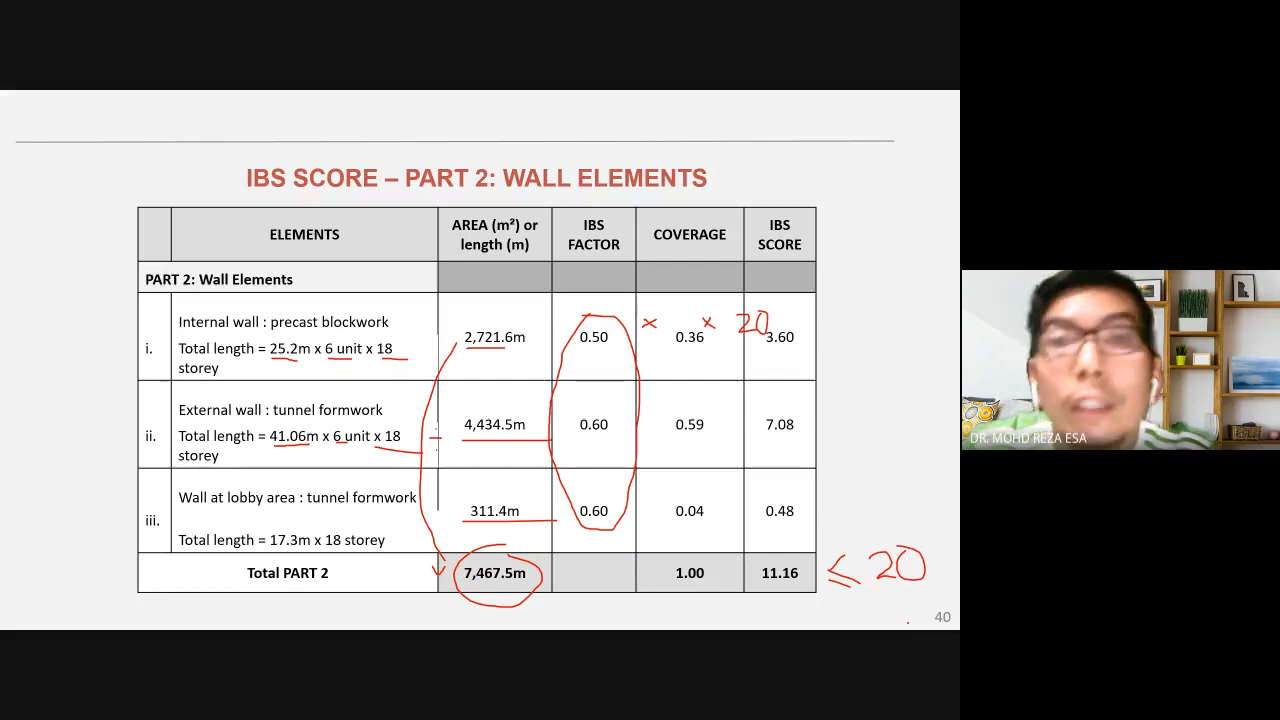 IBS SCORE – PART 2: WALL ELEMENTS
ELEMENTS
AREA (m²) or length (m)
IBS FACTOR
COVERAGE
IBS SCORE
PART 2: Wall Elements
i.
Internal wall : precast blockwork
Total length = 25.2m x 6 unit x 18
storey
2,721.6m
0.50
x
0.36
x
20
3.60
ii.
External wall : tunnel formwork
Total length = 41.06m x 6 unit x 18
storey
4,434.5m
0.60
0.59
7.08
iii.
Wall at lobby area : tunnel formwork
Total length = 17.3m x 18 storey
311.4m
0.60
0.04
0.48
Total PART 2
7,467.5m
1.00
11.16
≤ 20
40
DR. MOHD REZA ESA